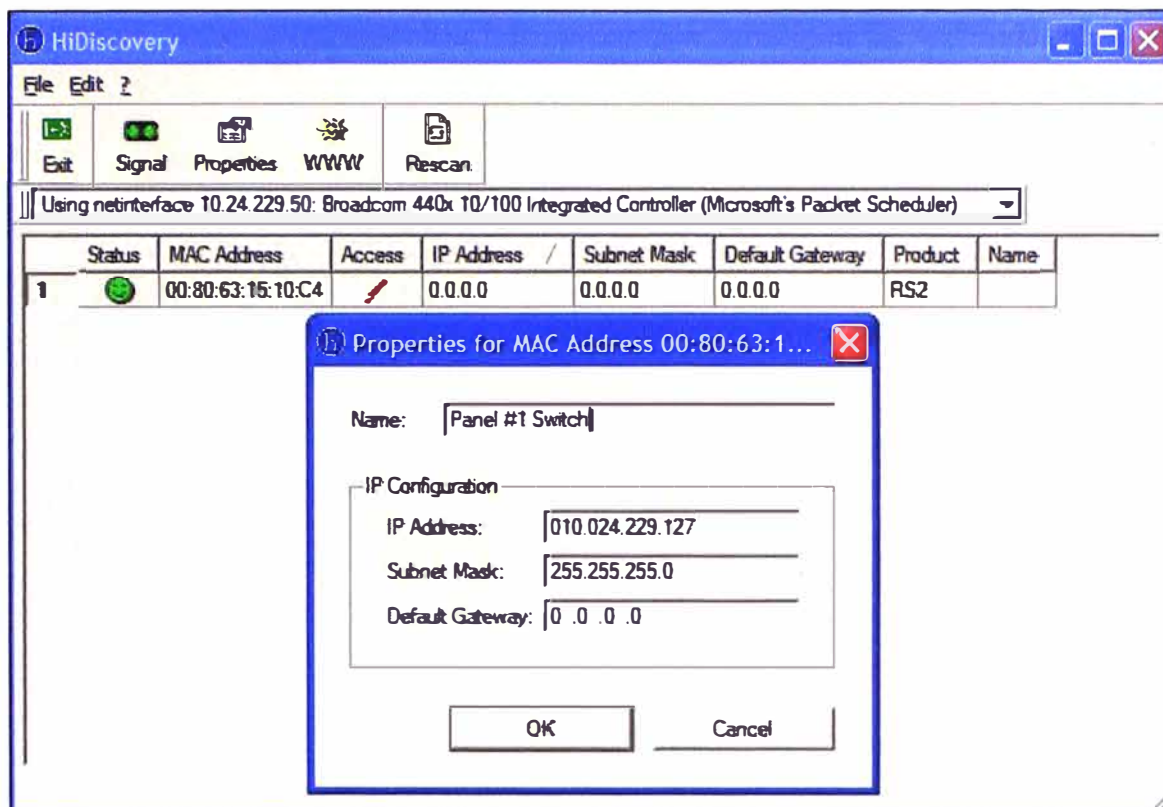 HiDiscovery
File Edit ?
Exit Signal Properties WWW Rescan
Using netinterface 10.24.229.50: Broadcom 440x 10/100 Integrated Controller (Microsoft's Packet Scheduler)
Status MAC Address Access IP Address / Subnet Mask Default Gateway Product Name
1 00:80:63:15:10:C4 0.0.0.0 0.0.0.0 0.0.0.0 RS2
Properties for MAC Address 00:80:63:1...
Name: Panel #1 Switch
IP Configuration
IP Address: 010.024.229.127
Subnet Mask: 255.255.255.0
Default Gateway: 0 .0 .0 .0
OK Cancel